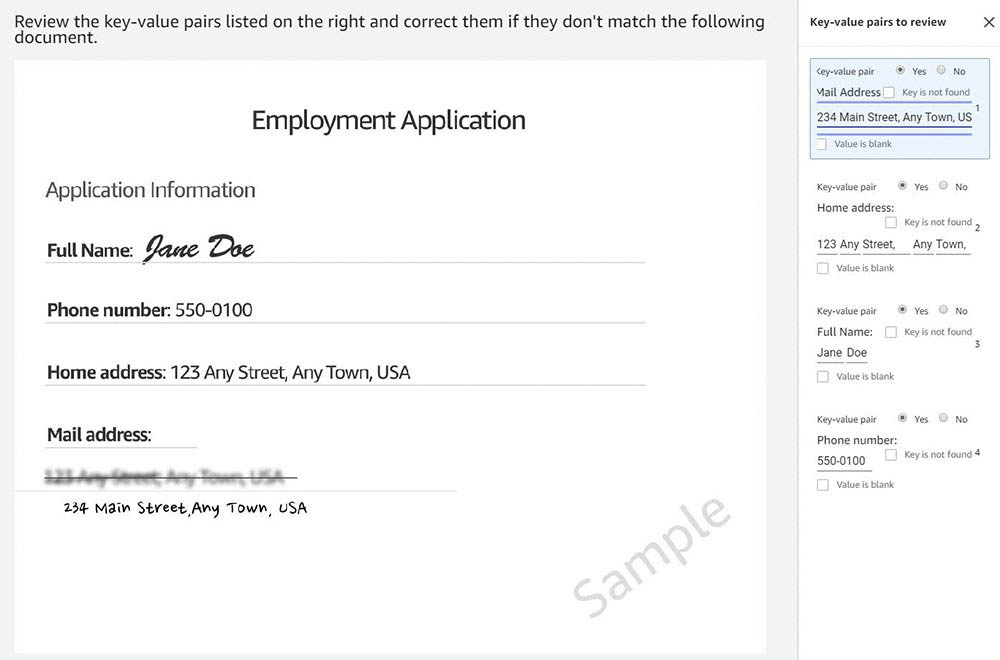 Review the key-value pairs listed on the right and correct them if they don't match the following
document.
Employment Application
Application Information
Full Name: Jane Doe
Phone number: 550-0100
Home address: 123 Any Street, Any Town, USA
Mail address:
123 Any Street, Any Town, USA
234 Main Street,Any Town, USA
Sample
Key-value pairs to review
Key-value pair Yes No
Mail Address Key is not found
1
234 Main Street, Any Town, US
Value is blank
Key-value pair Yes No
Home address:
Key is not found 2
123 Any Street, Any Town,
Value is blank
Key-value pair Yes No
Full Name: Key is not found
3
Jane Doe
Value is blank
Key-value pair Yes No
Phone number:
Key is not found 4
550-0100
Value is blank